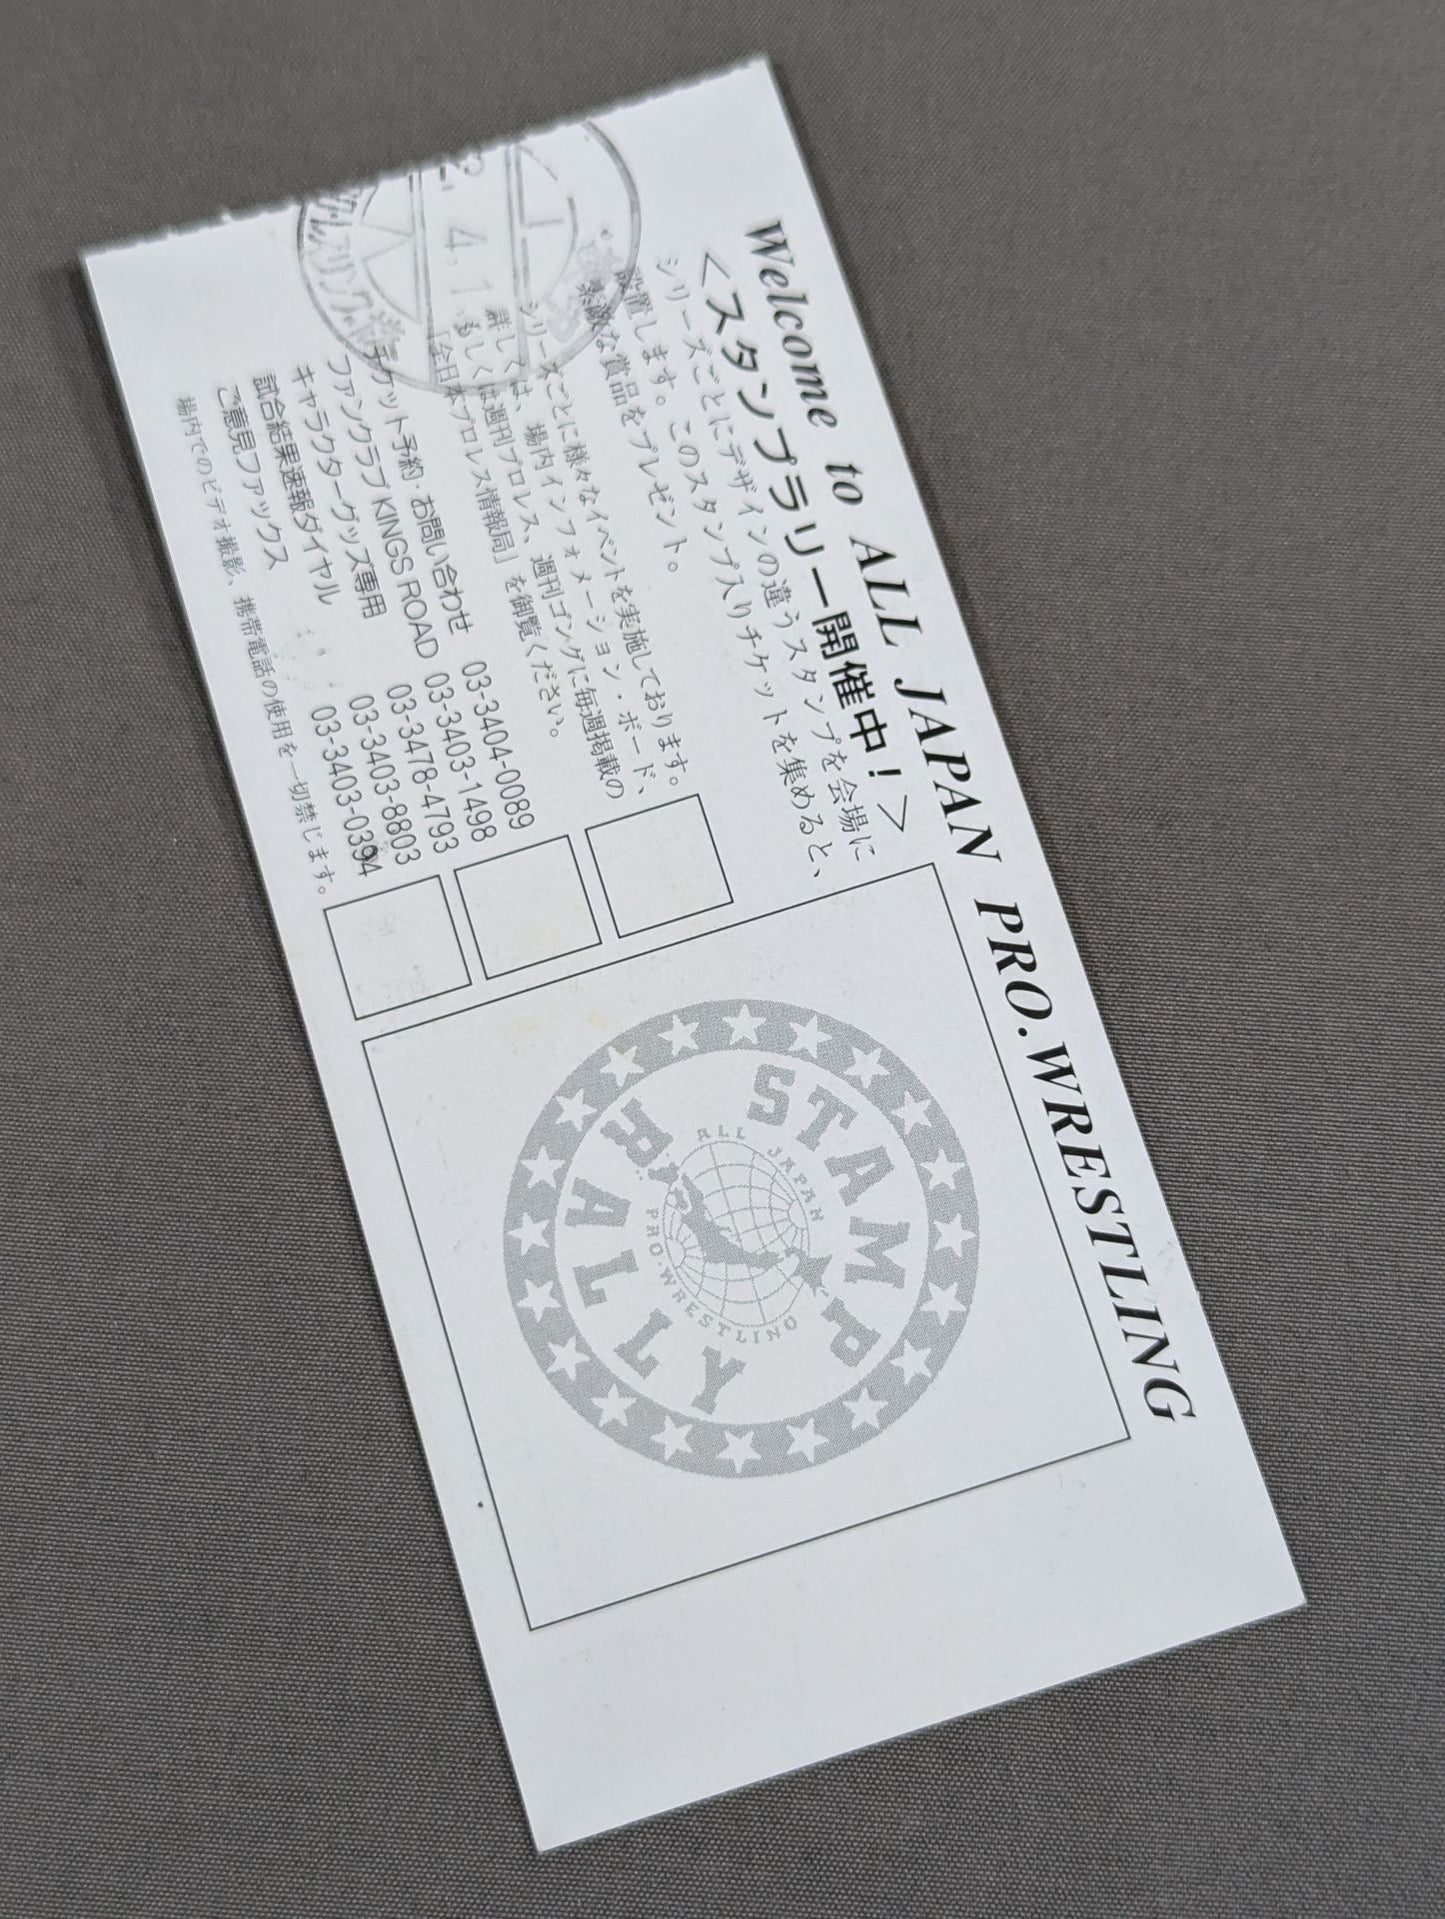 Welcome to ALL JAPAN PRO.WRESTLING
＜スタンプラリー開催中！＞
シリーズごとにデザインの違うスタンプを会場に
設置します。このスタンプ入りチケットを集めると、
素敵な賞品をプレゼント。
シリーズごとに様々なイベントを実施しております。
詳しくは、場内インフォメーション・ボード、
もしくは週刊プロレス、週刊ゴングに毎週掲載の
「全日本プロレス情報局」を御覧ください。
チケット予約・お問い合わせ 03-3404-0089
ファンクラブ KINGS ROAD 03-3403-1498
キャラクターグッズ専用 03-3478-4793
試合結果速報ダイヤル 03-3403-8803
ご意見ファックス 03-3403-0394
場内でのビデオ撮影、携帯電話の使用を一切禁じます。
STAMP
RALLY
ALL JAPAN
PRO-WRESTLING
2. 4. 1